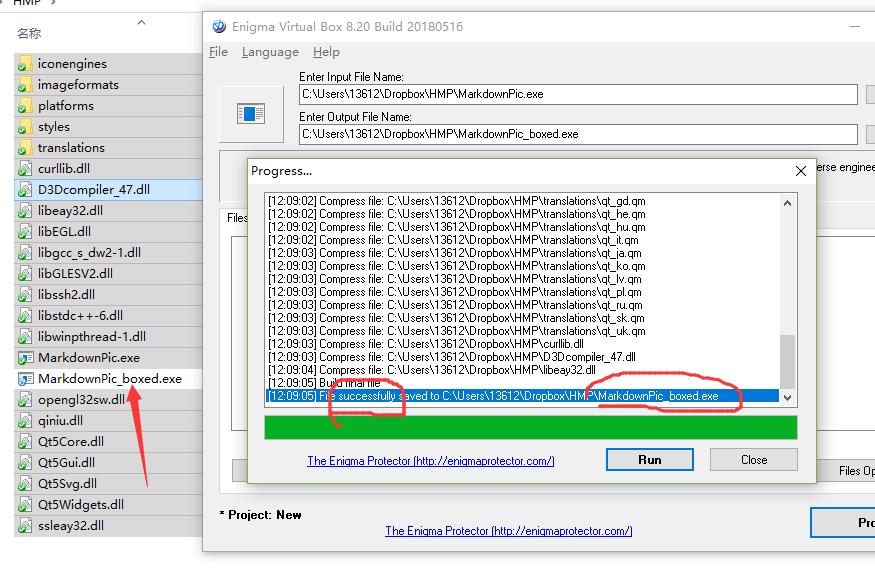 HMP
名称
iconengines
imageformats
platforms
styles
translations
curllib.dll
D3Dcompiler_47.dll
libeay32.dll
libEGL.dll
libgcc_s_dw2-1.dll
libGLESV2.dll
libssh2.dll
libstdc++-6.dll
libwinpthread-1.dll
MarkdownPic.exe
MarkdownPic_boxed.exe
opengl32sw.dll
qiniu.dll
Qt5Core.dll
Qt5Gui.dll
Qt5Svg.dll
Qt5Widgets.dll
ssleay32.dll
Enigma Virtual Box 8.20 Build 20180516
File Language Help
Enter Input File Name:
C:\Users\13612\Dropbox\HMP\MarkdownPic.exe
Enter Output File Name:
C:\Users\13612\Dropbox\HMP\MarkdownPic_boxed.exe
erse enginee
Files
Progress...
[12:09:02] Compress file: C:\Users\13612\Dropbox\HMP\translations\qt_gd.qm
[12:09:02] Compress file: C:\Users\13612\Dropbox\HMP\translations\qt_he.qm
[12:09:02] Compress file: C:\Users\13612\Dropbox\HMP\translations\qt_hu.qm
[12:09:02] Compress file: C:\Users\13612\Dropbox\HMP\translations\qt_it.qm
[12:09:03] Compress file: C:\Users\13612\Dropbox\HMP\translations\qt_ja.qm
[12:09:03] Compress file: C:\Users\13612\Dropbox\HMP\translations\qt_ko.qm
[12:09:03] Compress file: C:\Users\13612\Dropbox\HMP\translations\qt_lv.qm
[12:09:03] Compress file: C:\Users\13612\Dropbox\HMP\translations\qt_pl.qm
[12:09:03] Compress file: C:\Users\13612\Dropbox\HMP\translations\qt_ru.qm
[12:09:03] Compress file: C:\Users\13612\Dropbox\HMP\translations\qt_sk.qm
[12:09:03] Compress file: C:\Users\13612\Dropbox\HMP\translations\qt_uk.qm
[12:09:03] Compress file: C:\Users\13612\Dropbox\HMP\curllib.dll
[12:09:03] Compress file: C:\Users\13612\Dropbox\HMP\D3Dcompiler_47.dll
[12:09:04] Compress file: C:\Users\13612\Dropbox\HMP\libeay32.dll
[12:09:05] Build final file
[12:09:05] File successfully saved to C:\Users\13612\Dropbox\HMP\MarkdownPic_boxed.exe
The Enigma Protector (http://enigmaprotector.com/)
Run
Close
Files Op
* Project: New
The Enigma Protector (http://enigmaprotector.com/)
Pro